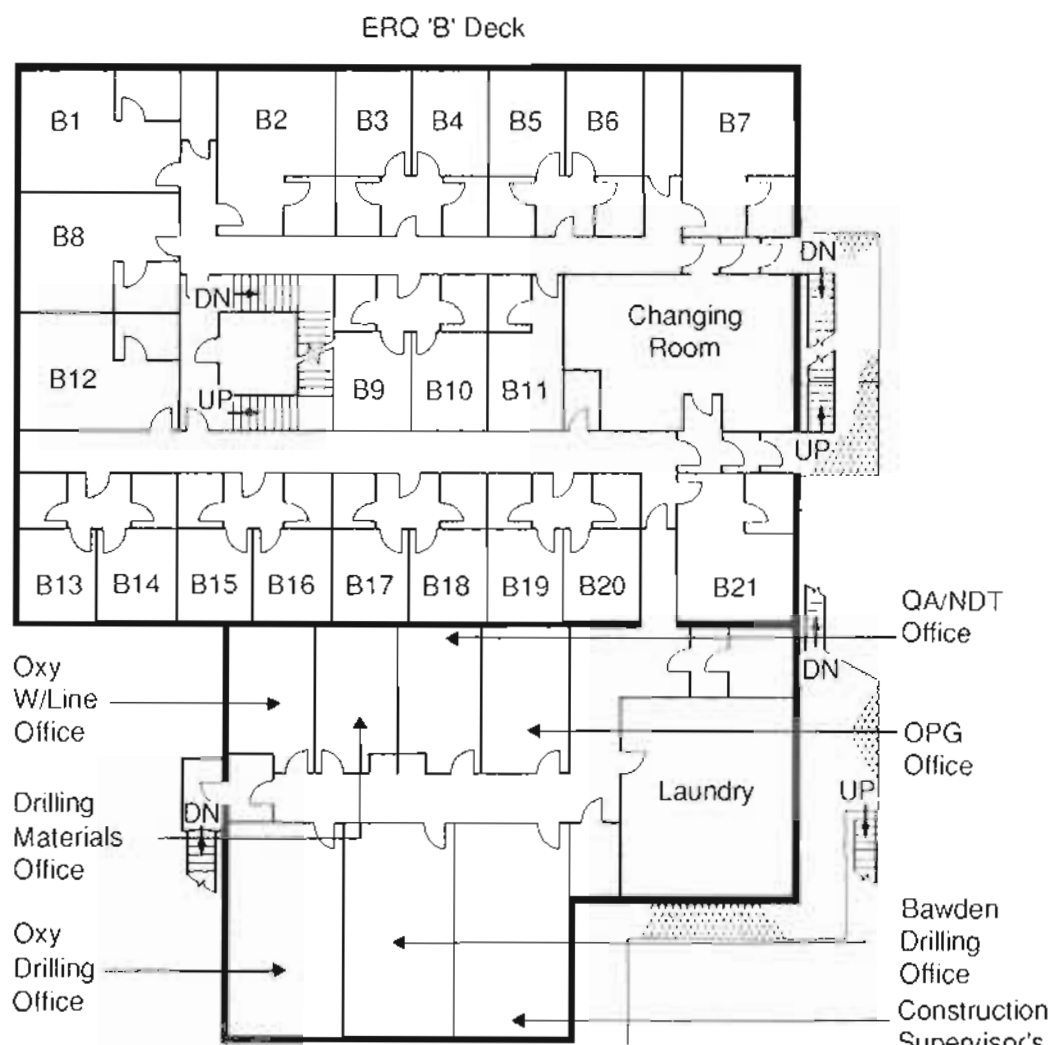 ERQ 'B' Deck
B1
B2
B3
B4
B5
B6
B7
B8
DN
DN
Changing
Room
B12
B9
B10
B11
UP
UP
B13
B14
B15
B16
B17
B18
B19
B20
B21
QA/NDT
Office
DN
Oxy
W/Line
Office
OPG
Office
Laundry
UP
Drilling
Materials
Office
DN
Oxy
Drilling
Office
Bawden
Drilling
Office
Construction
Supervisor's